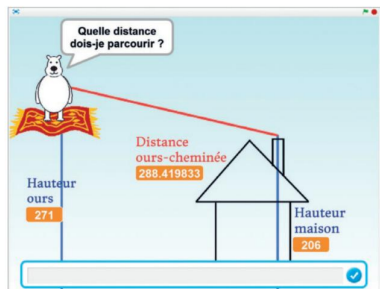 Quelle distance
dois-je parcourir ?
Distance
ours-cheminée
288.419833
Hauteur
ours
271
Hauteur
maison
206